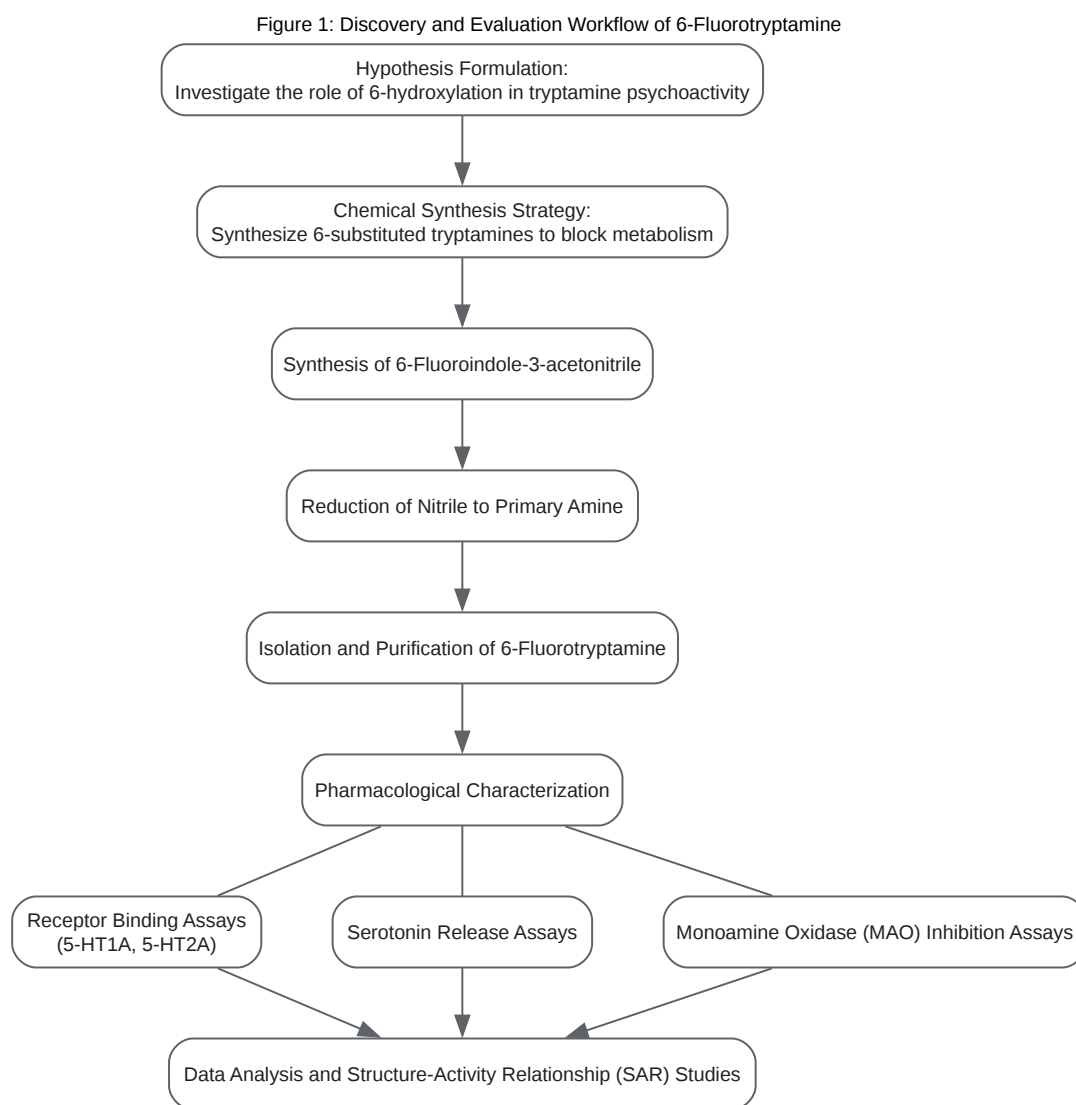 Figure 1: Discovery and Evaluation Workflow of 6-Fluorotryptamine
Hypothesis Formulation:
Investigate the role of 6-hydroxylation in tryptamine psychoactivity
Chemical Synthesis Strategy:
Synthesize 6-substituted tryptamines to block metabolism
Synthesis of 6-Fluoroindole-3-acetonitrile
Reduction of Nitrile to Primary Amine
Isolation and Purification of 6-Fluorotryptamine
Pharmacological Characterization
Receptor Binding Assays
(5-HT1A, 5-HT2A)
Serotonin Release Assays
Monoamine Oxidase (MAO) Inhibition Assays
Data Analysis and Structure-Activity Relationship (SAR) Studies